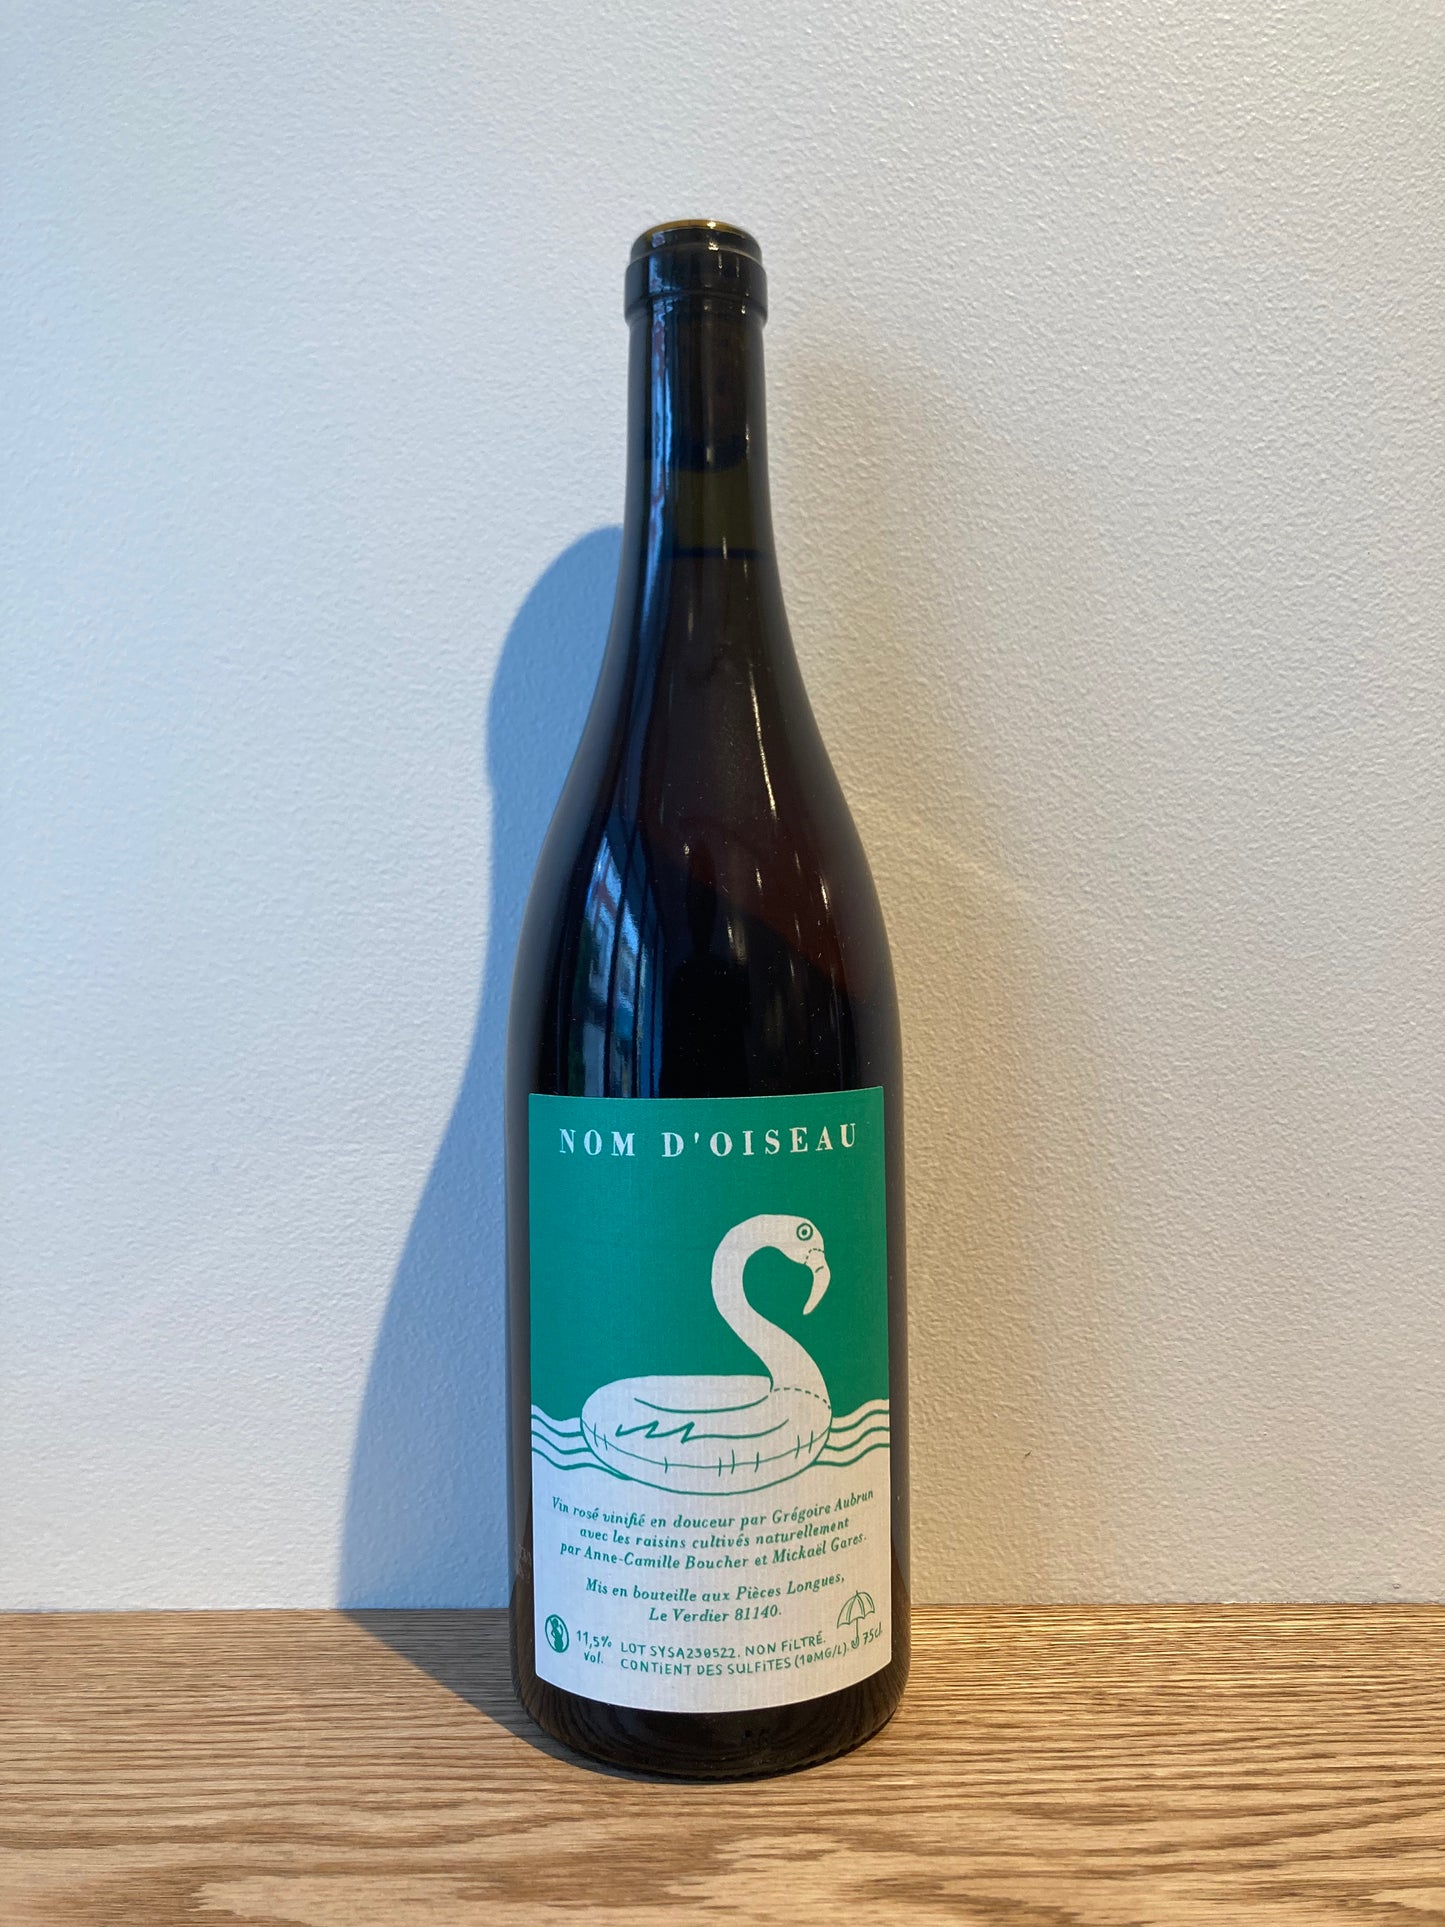 NOM D'OISEAU
Vin rosé vinifié en douceur par Grégoire Aubrun
avec les raisins cultivés naturellement
par Anne-Camille Boucher et Mickaël Gares.
Mis en bouteille aux Pièces Longues,
Le Verdier 81140.
11,5% LOT SYSA230522. NON FiLTRÉ. 75cl
Vol. CONTiENT DES SULFiTES (10MG/L).